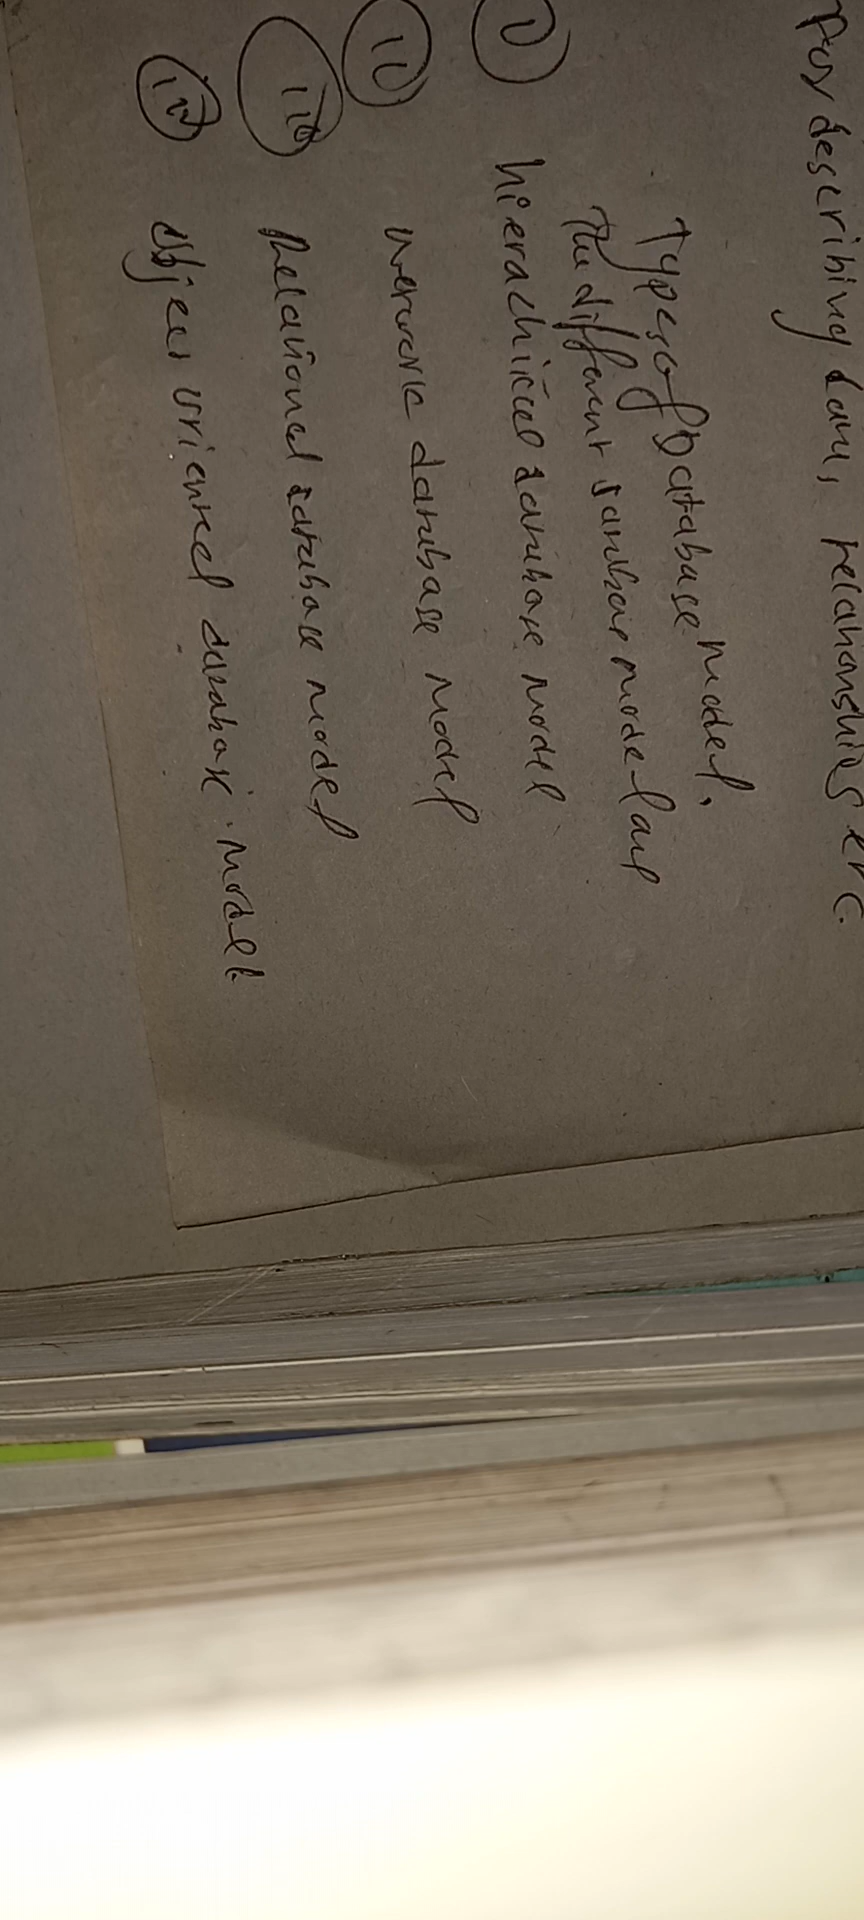 For describing data, relationships etc.
Types of Database model.
The different database model are
(i) hierachical database model
(ii) network database model
(iii) Relational database model
(iv) object oriented database model.